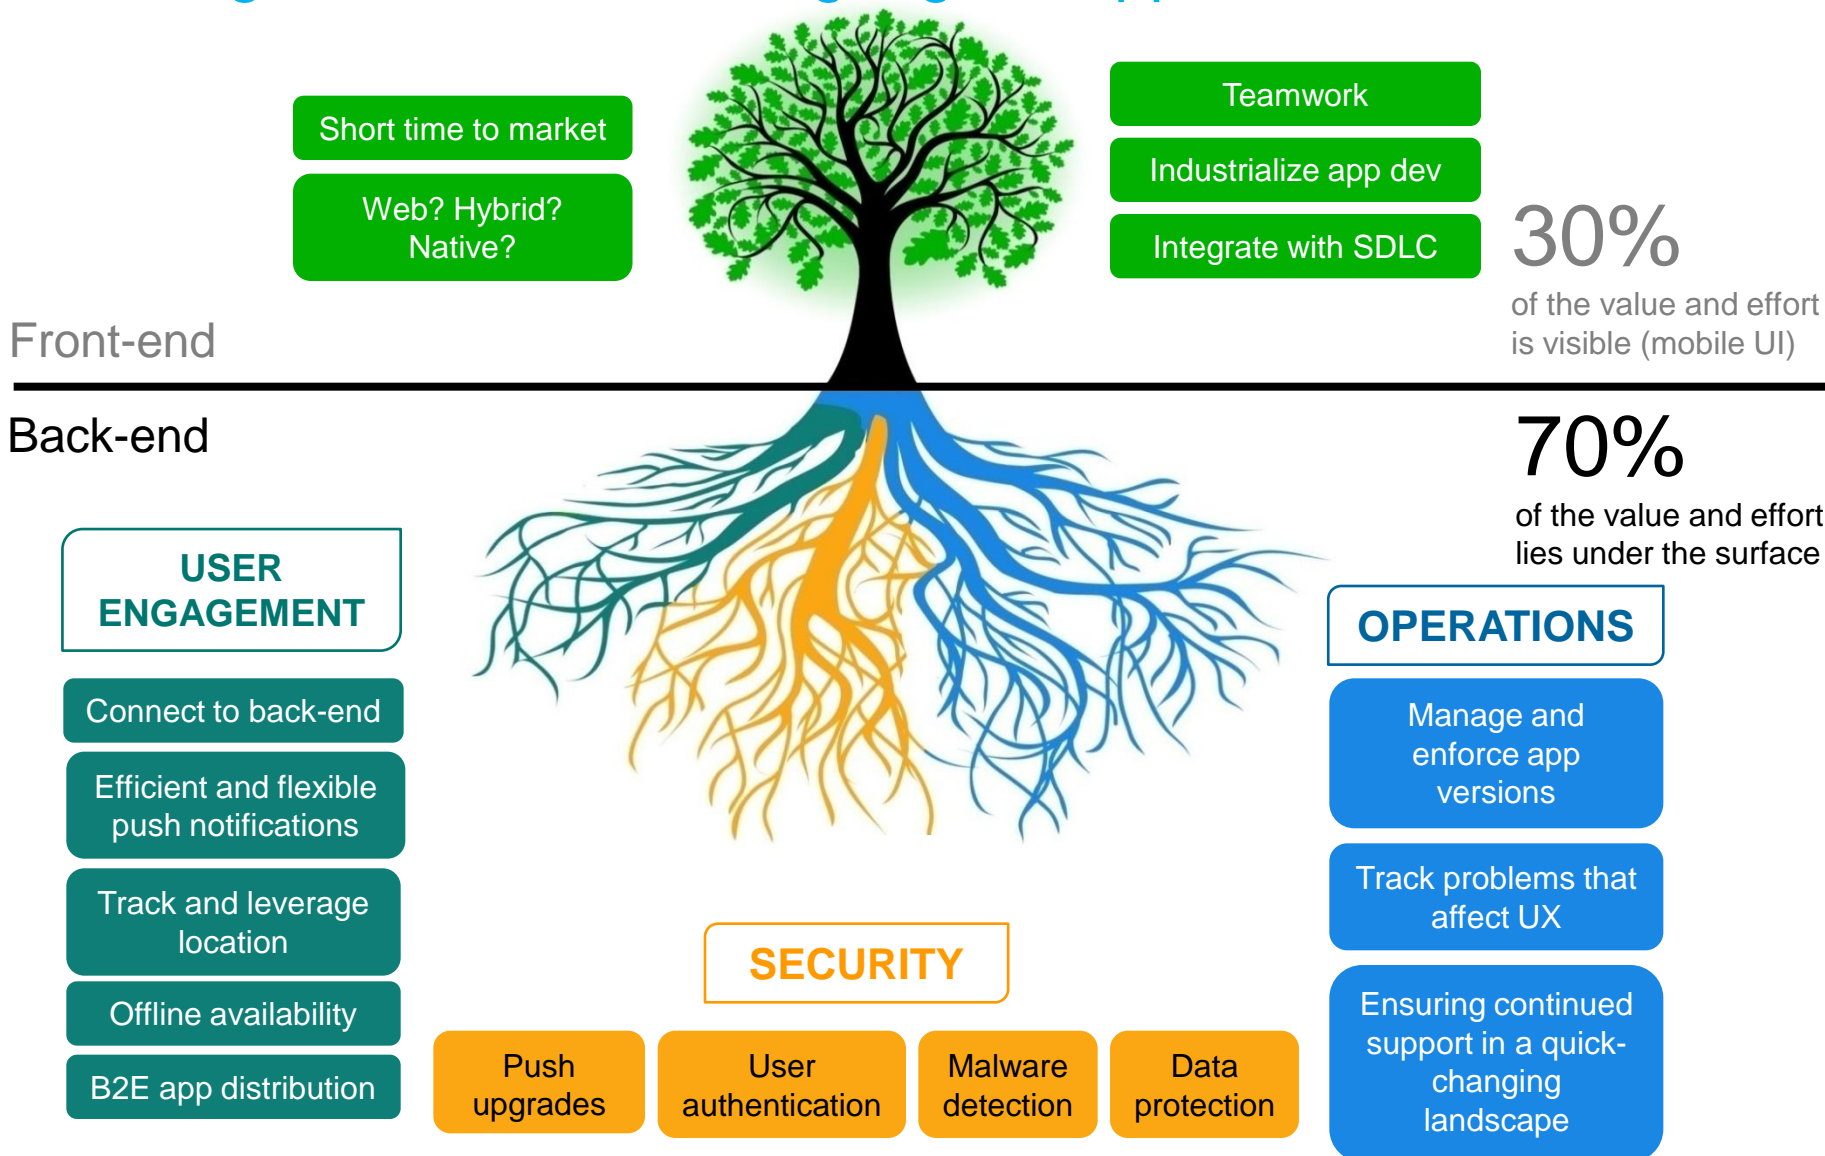 Short time to market
Web? Hybrid?
Native?
Teamwork
Industrialize app dev
Integrate with SDLC
30%
of the value and effort
is visible (mobile UI)
Front-end
Back-end
70%
of the value and effort
lies under the surface
USER
ENGAGEMENT
Connect to back-end
Efficient and flexible
push notifications
Track and leverage
location
Offline availability
B2E app distribution
SECURITY
Push
upgrades
User
authentication
Malware
detection
Data
protection
OPERATIONS
Manage and
enforce app
versions
Track problems that
affect UX
Ensuring continued
support in a quick-
changing
landscape